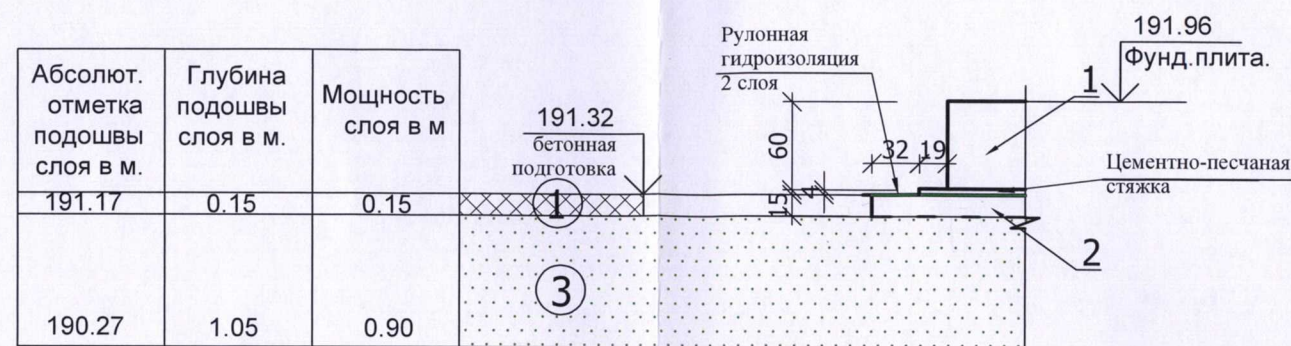 Абсолют.
отметка
подошвы
слоя в м.
Глубина
подошвы
слоя в м.
Мощность
слоя в м
191.17
0.15
0.15
190.27
1.05
0.90
191.32
бетонная
подготовка
1
3
Рулонная
гидроизоляция
2 слоя
60
15
4
32
19
1
191.96
Фунд.плита.
Цементно-песчаная
стяжка
2